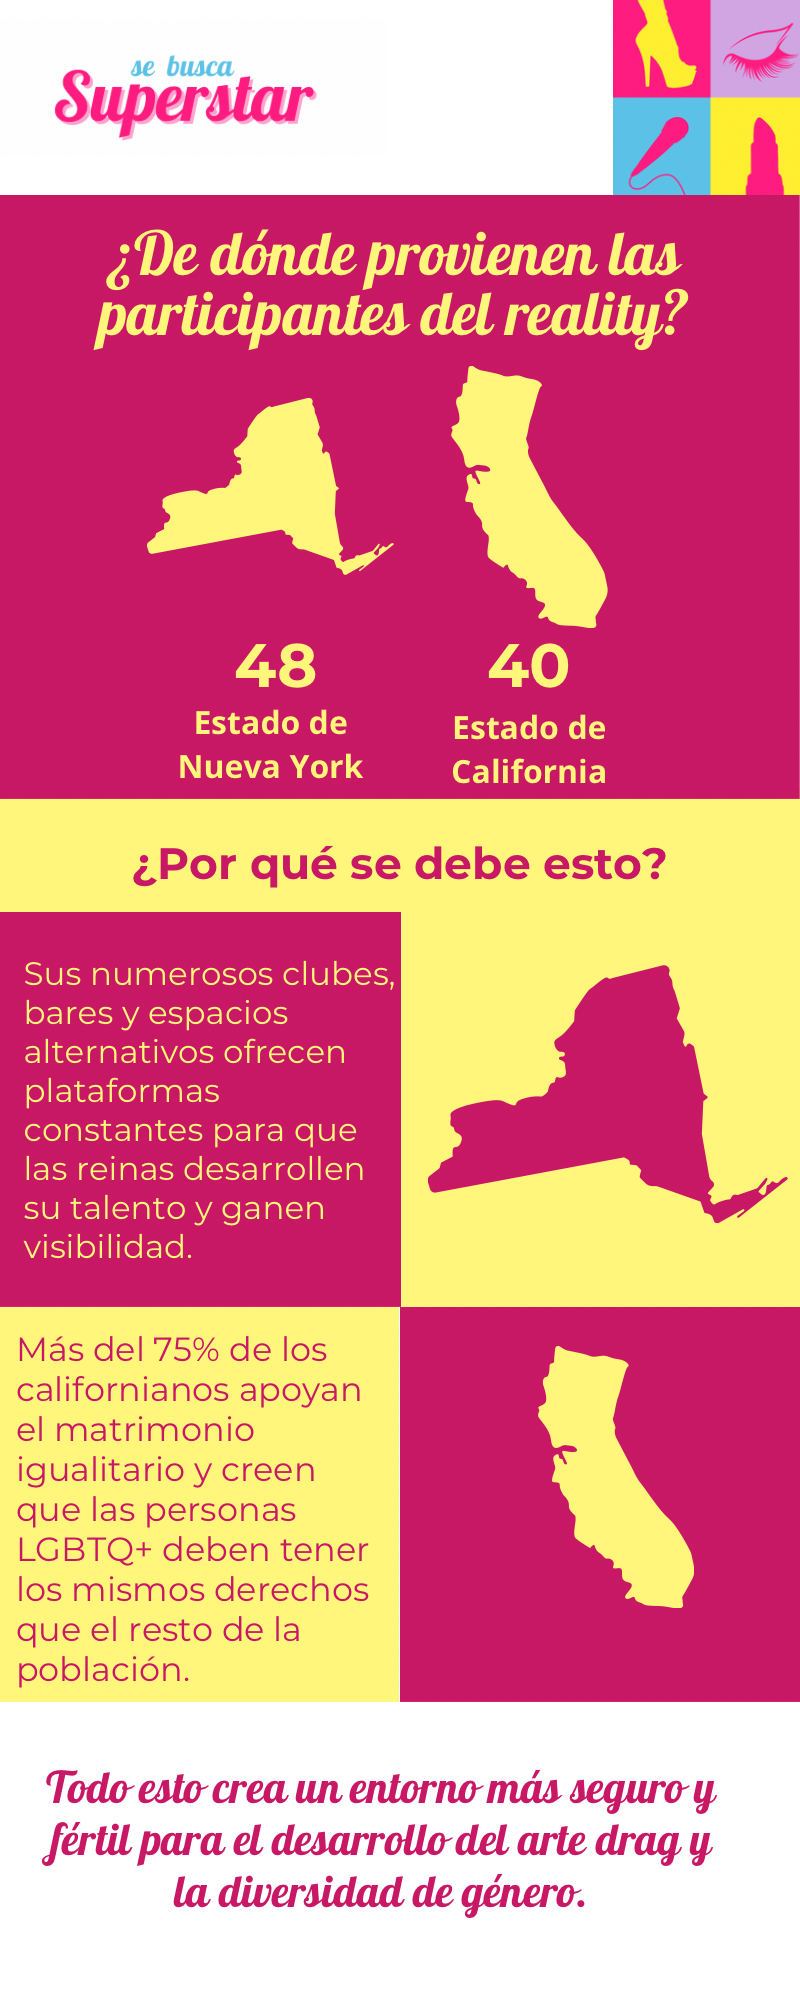 se busca
Superstar
¿De dónde provienen las
participantes del reality?
48
Estado de
Nueva York
40
Estado de
California
¿Por qué se debe esto?
Sus numerosos clubes,
bares y espacios
alternativos ofrecen
plataformas
constantes para que
las reinas desarrollen
su talento y ganen
visibilidad.
Más del 75% de los
californianos apoyan
el matrimonio
igualitario y creen
que las personas
LGBTQ+ deben tener
los mismos derechos
que el resto de la
población.
Todo esto crea un entorno más seguro y
fértil para el desarrollo del arte drag y
la diversidad de género.